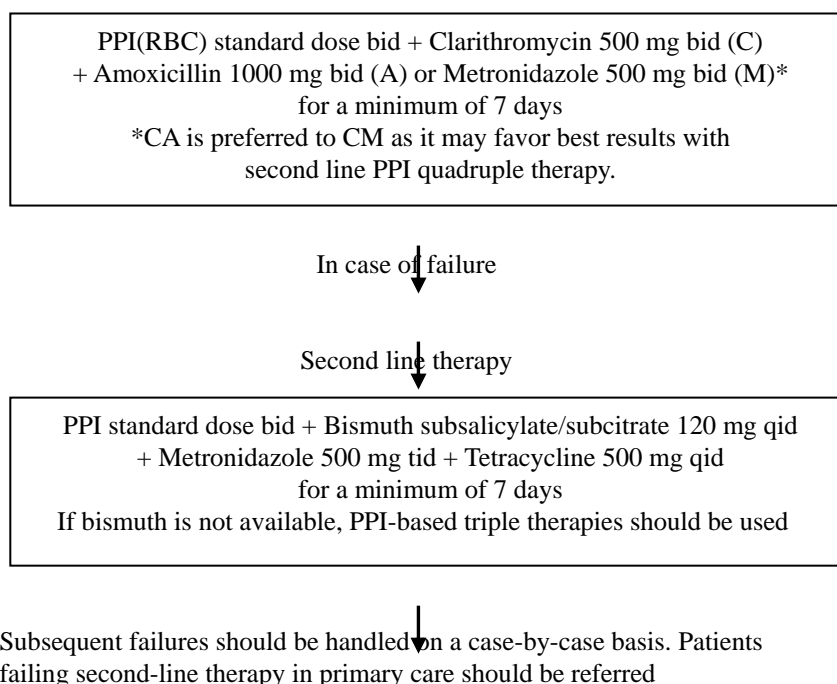 PPI(RBC) standard dose bid + Clarithromycin 500 mg bid (C)
+ Amoxicillin 1000 mg bid (A) or Metronidazole 500 mg bid (M)*
for a minimum of 7 days
*CA is preferred to CM as it may favor best results with
second line PPI quadruple therapy.
In case of failure
Second line therapy
PPI standard dose bid + Bismuth subsalicylate/subcitrate 120 mg qid
+ Metronidazole 500 mg tid + Tetracycline 500 mg qid
for a minimum of 7 days
If bismuth is not available, PPI-based triple therapies should be used
Subsequent failures should be handled on a case-by-case basis. Patients
failing second-line therapy in primary care should be referred